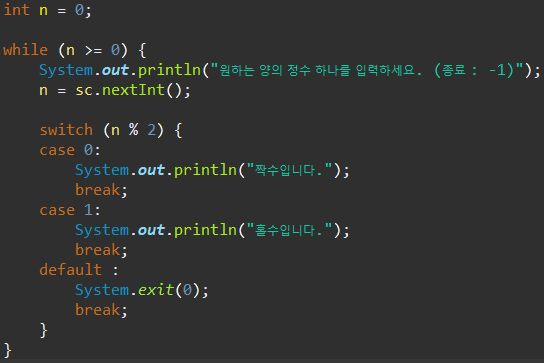 int n = 0;
while (n >= 0) {
System.out.println("원하는 양의 정수 하나를 입력하세요. (종료 : -1)");
n = sc.nextInt();
switch (n % 2) {
case 0:
System.out.println("짝수입니다.");
break;
case 1:
System.out.println("홀수입니다.");
break;
default :
System.exit(0);
break;
}
}